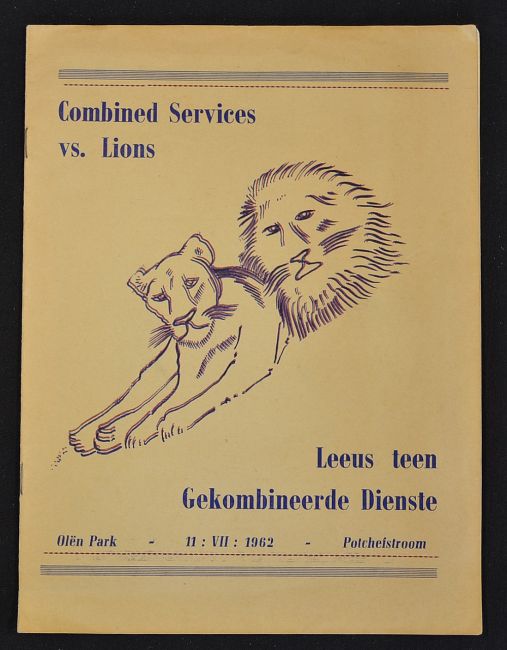 Combined Services
vs. Lions
Leeus teen
Gekombineerde Dienste
Olën Park - 11 : VII : 1962 - Potchefstroom